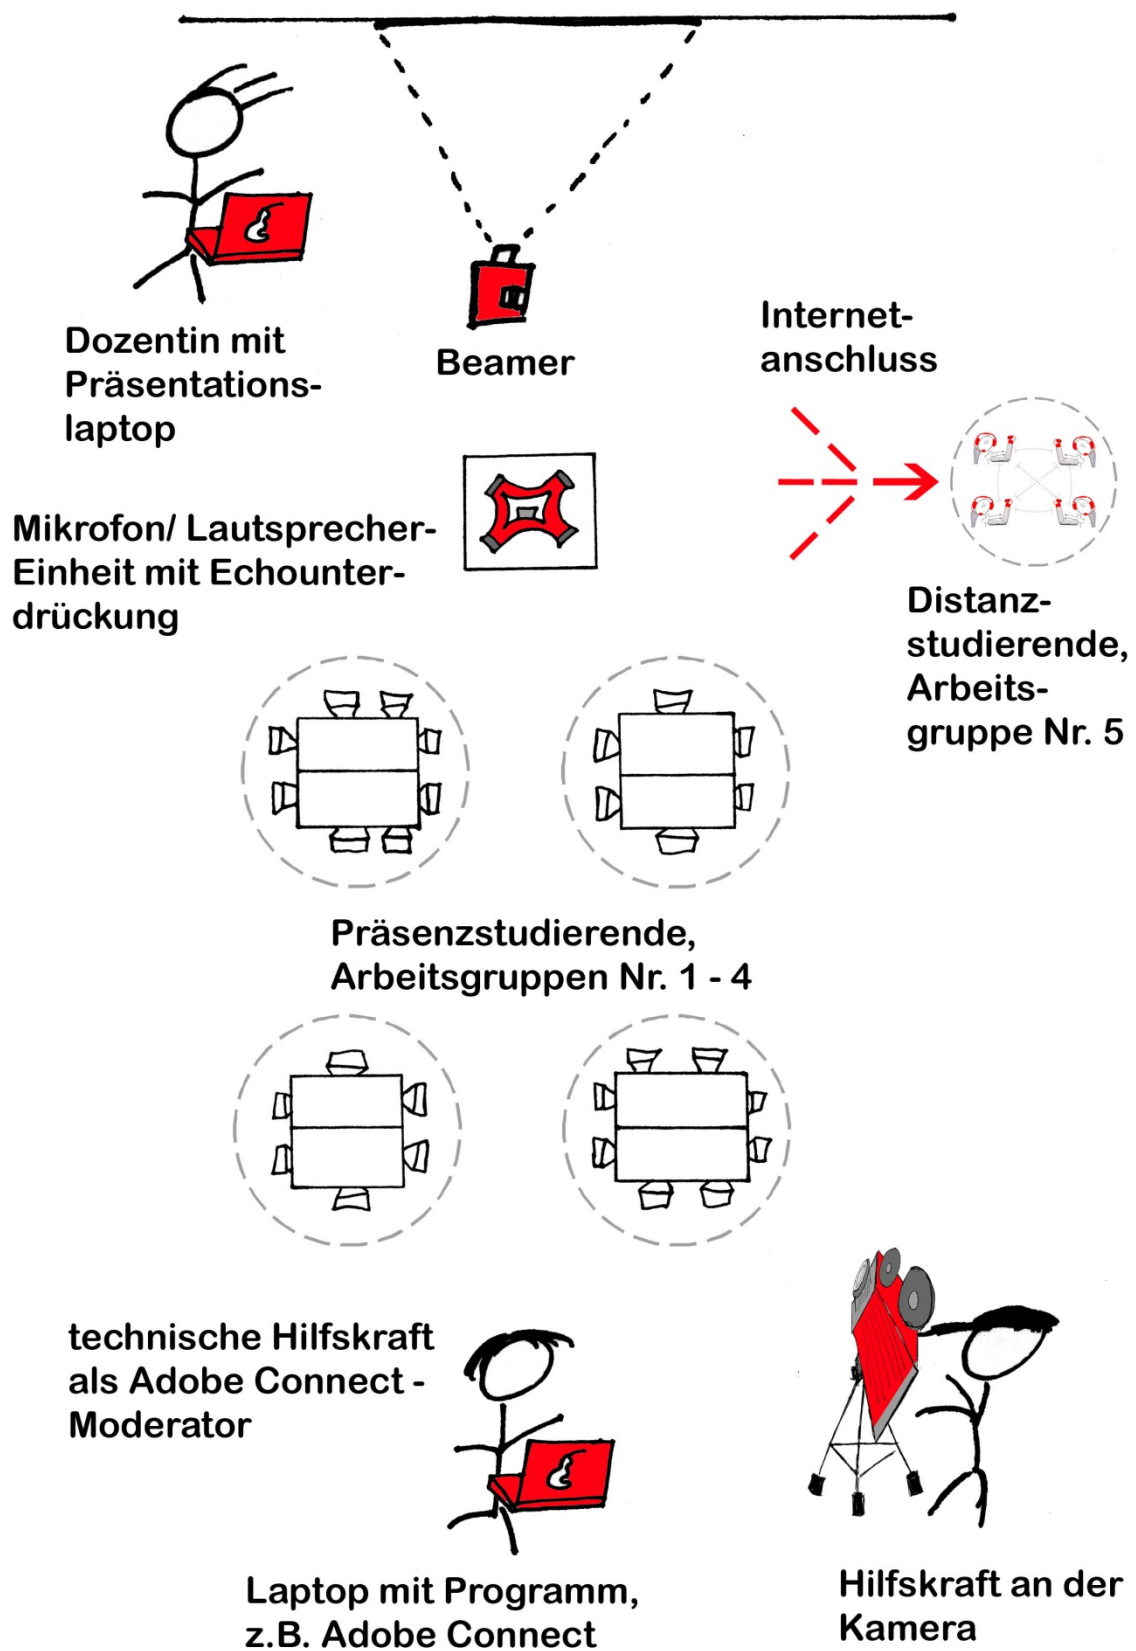 Dozentin mit
Präsentations-
laptop
Beamer
Internet-
anschluss
Mikrofon/ Lautsprecher-
Einheit mit Echounter-
drückung
Distanz-
studierende,
Arbeits-
gruppe Nr. 5
Präsenzstudierende,
Arbeitsgruppen Nr. 1 - 4
technische Hilfskraft
als Adobe Connect -
Moderator
Laptop mit Programm,
z.B. Adobe Connect
Hilfskraft an der
Kamera